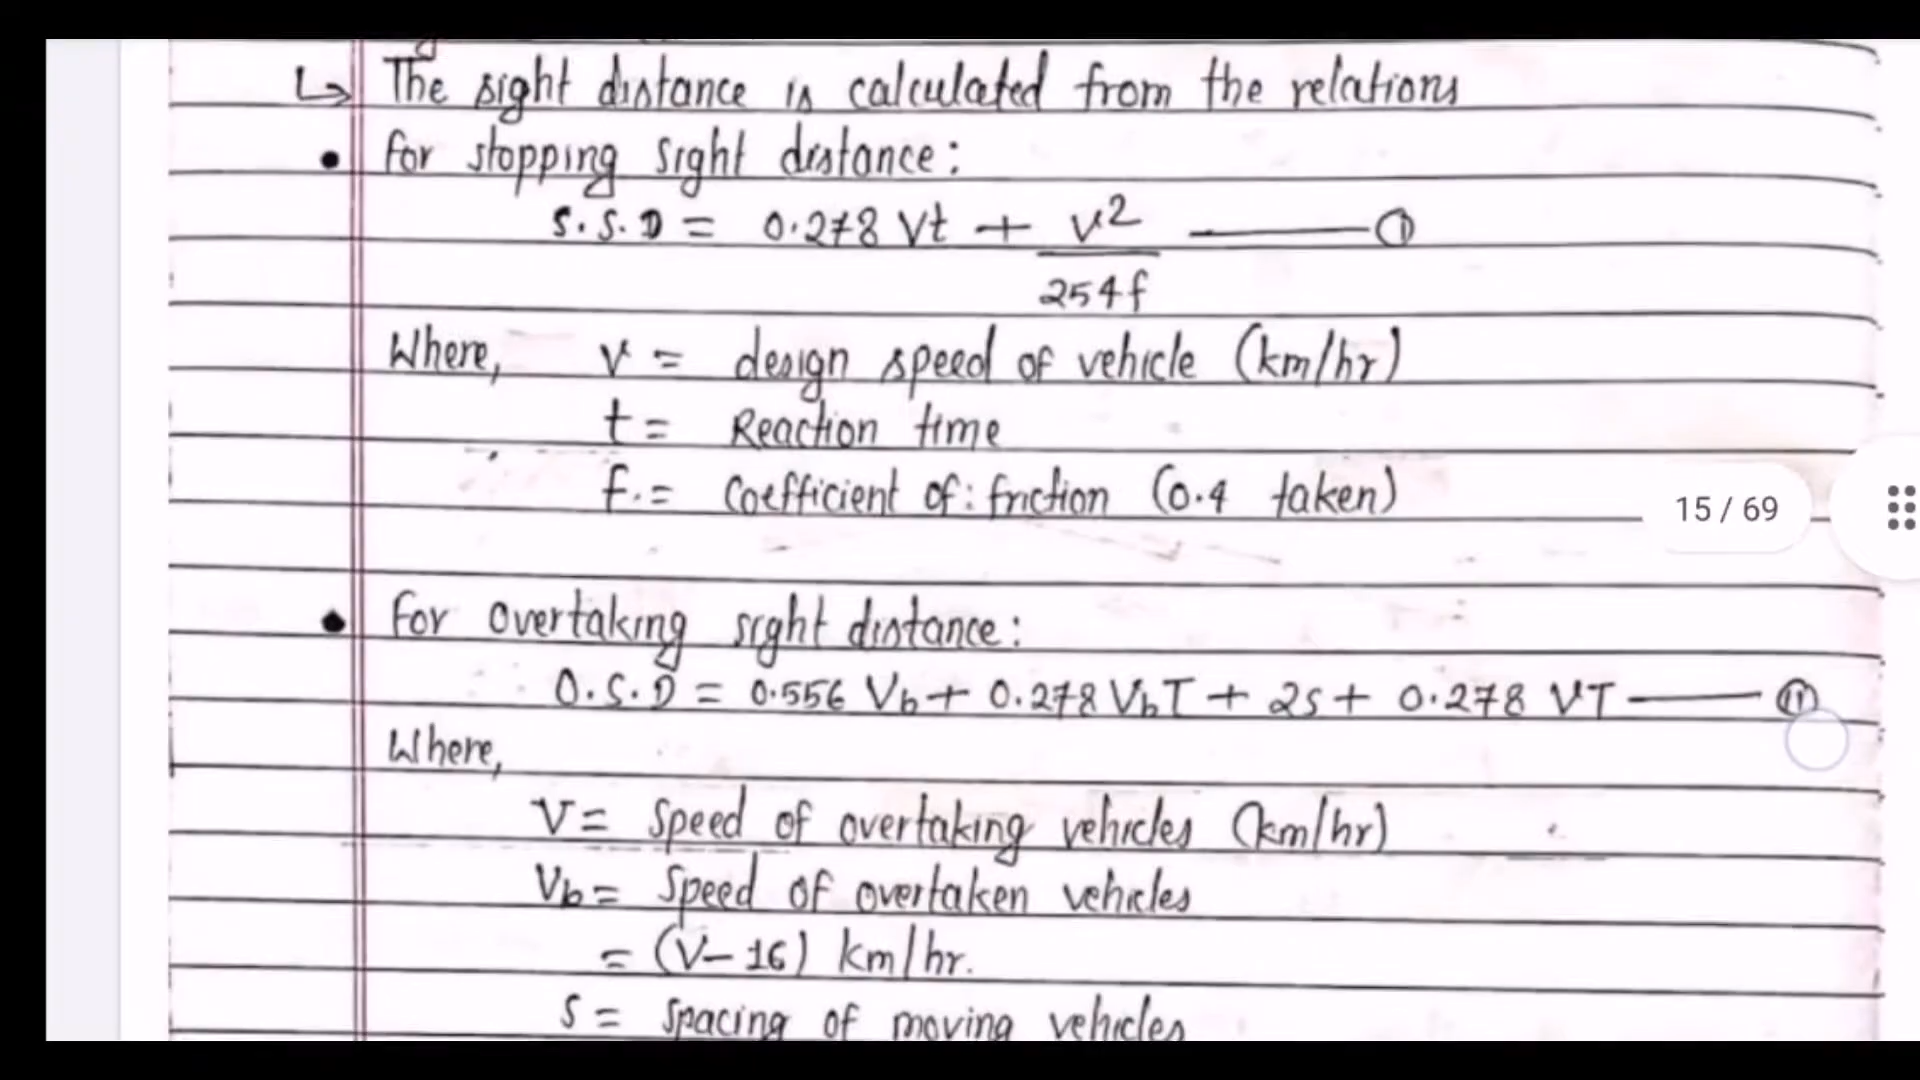 ↳ The sight distance is calculated from the relations
• for stopping sight distance:
S.S.D = 0.278 Vt + V² / 254f ——— ①
Where, V = design speed of vehicle (km/hr)
t = Reaction time
f. = Coefficient of: friction (0.4 taken)
15 / 69
• For overtaking sight distance:
O.S.D = 0.556 Vb + 0.278 VbT + 2s + 0.278 VT ——— ⑪
Where,
V = Speed of overtaking vehicles (km/hr)
Vb = Speed of overtaken vehicles
= (V – 16) km/hr.
S = Spacing of moving vehicles